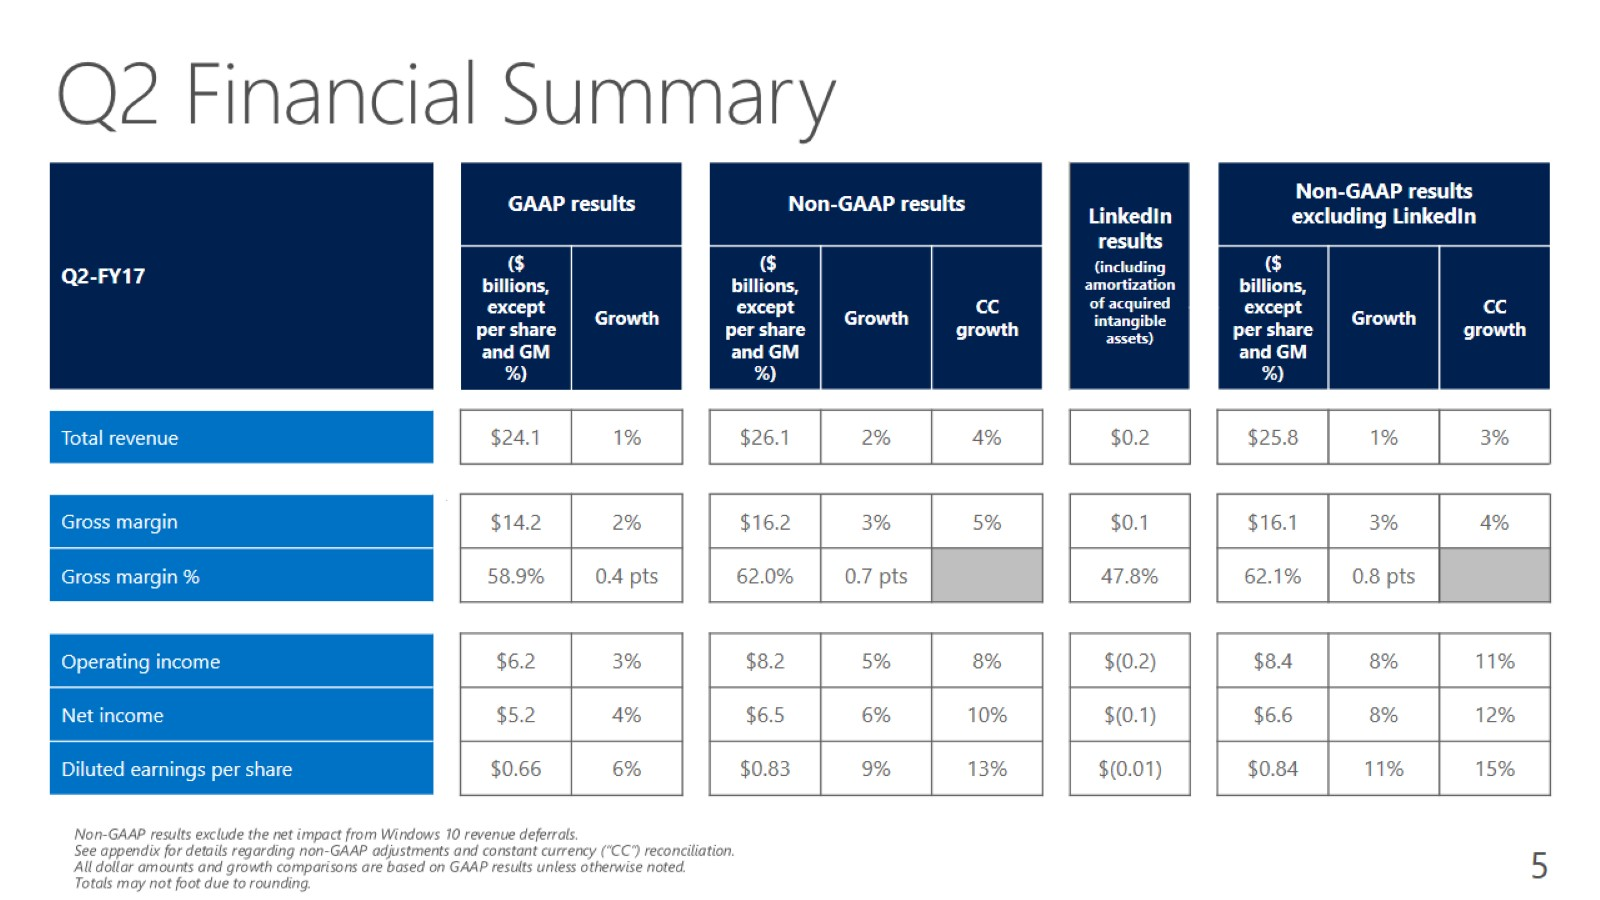 Q2 Financial Summary
Q2-FY17
GAAP results
($
billions,
except
per share
and GM
%)
Growth
Non-GAAP results
($
billions,
except
per share
and GM
%)
Growth
CC
growth
LinkedIn
results
(including
amortization
of acquired
intangible
assets)
Non-GAAP results
excluding LinkedIn
($
billions,
except
per share
and GM
%)
Growth
CC
growth
Total revenue $24.1 1% $26.1 2% 4% $0.2 $25.8 1% 3%
Gross margin $14.2 2% $16.2 3% 5% $0.1 $16.1 3% 4%
Gross margin % 58.9% 0.4 pts 62.0% 0.7 pts 47.8% 62.1% 0.8 pts
Operating income $6.2 3% $8.2 5% 8% $(0.2) $8.4 8% 11%
Net income $5.2 4% $6.5 6% 10% $(0.1) $6.6 8% 12%
Diluted earnings per share $0.66 6% $0.83 9% 13% $(0.01) $0.84 11% 15%
Non-GAAP results exclude the net impact from Windows 10 revenue deferrals.
See appendix for details regarding non-GAAP adjustments and constant currency ("CC") reconciliation.
All dollar amounts and growth comparisons are based on GAAP results unless otherwise noted.
Totals may not foot due to rounding.
5